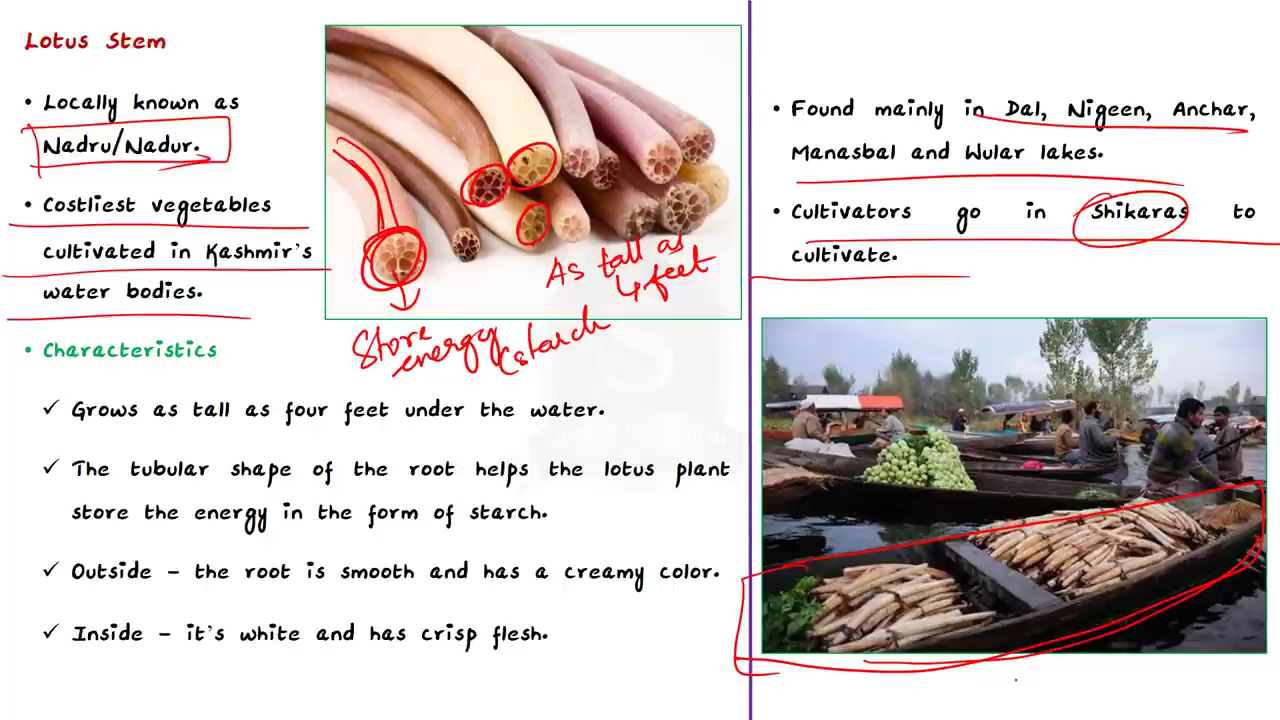 Lotus Stem
• Locally known as
Nadru/Nadur.
• Costliest vegetables
cultivated in Kashmir's
water bodies.
• Characteristics
✓ Grows as tall as four feet under the water.
✓ The tubular shape of the root helps the lotus plant
store the energy in the form of starch.
✓ Outside – the root is smooth and has a creamy color.
✓ Inside – it's white and has crisp flesh.
As tall as
4 feet
Store
energy
(starch
• Found mainly in Dal, Nigeen, Anchar,
Manasbal and Wular lakes.
• Cultivators go in Shikaras to
cultivate.